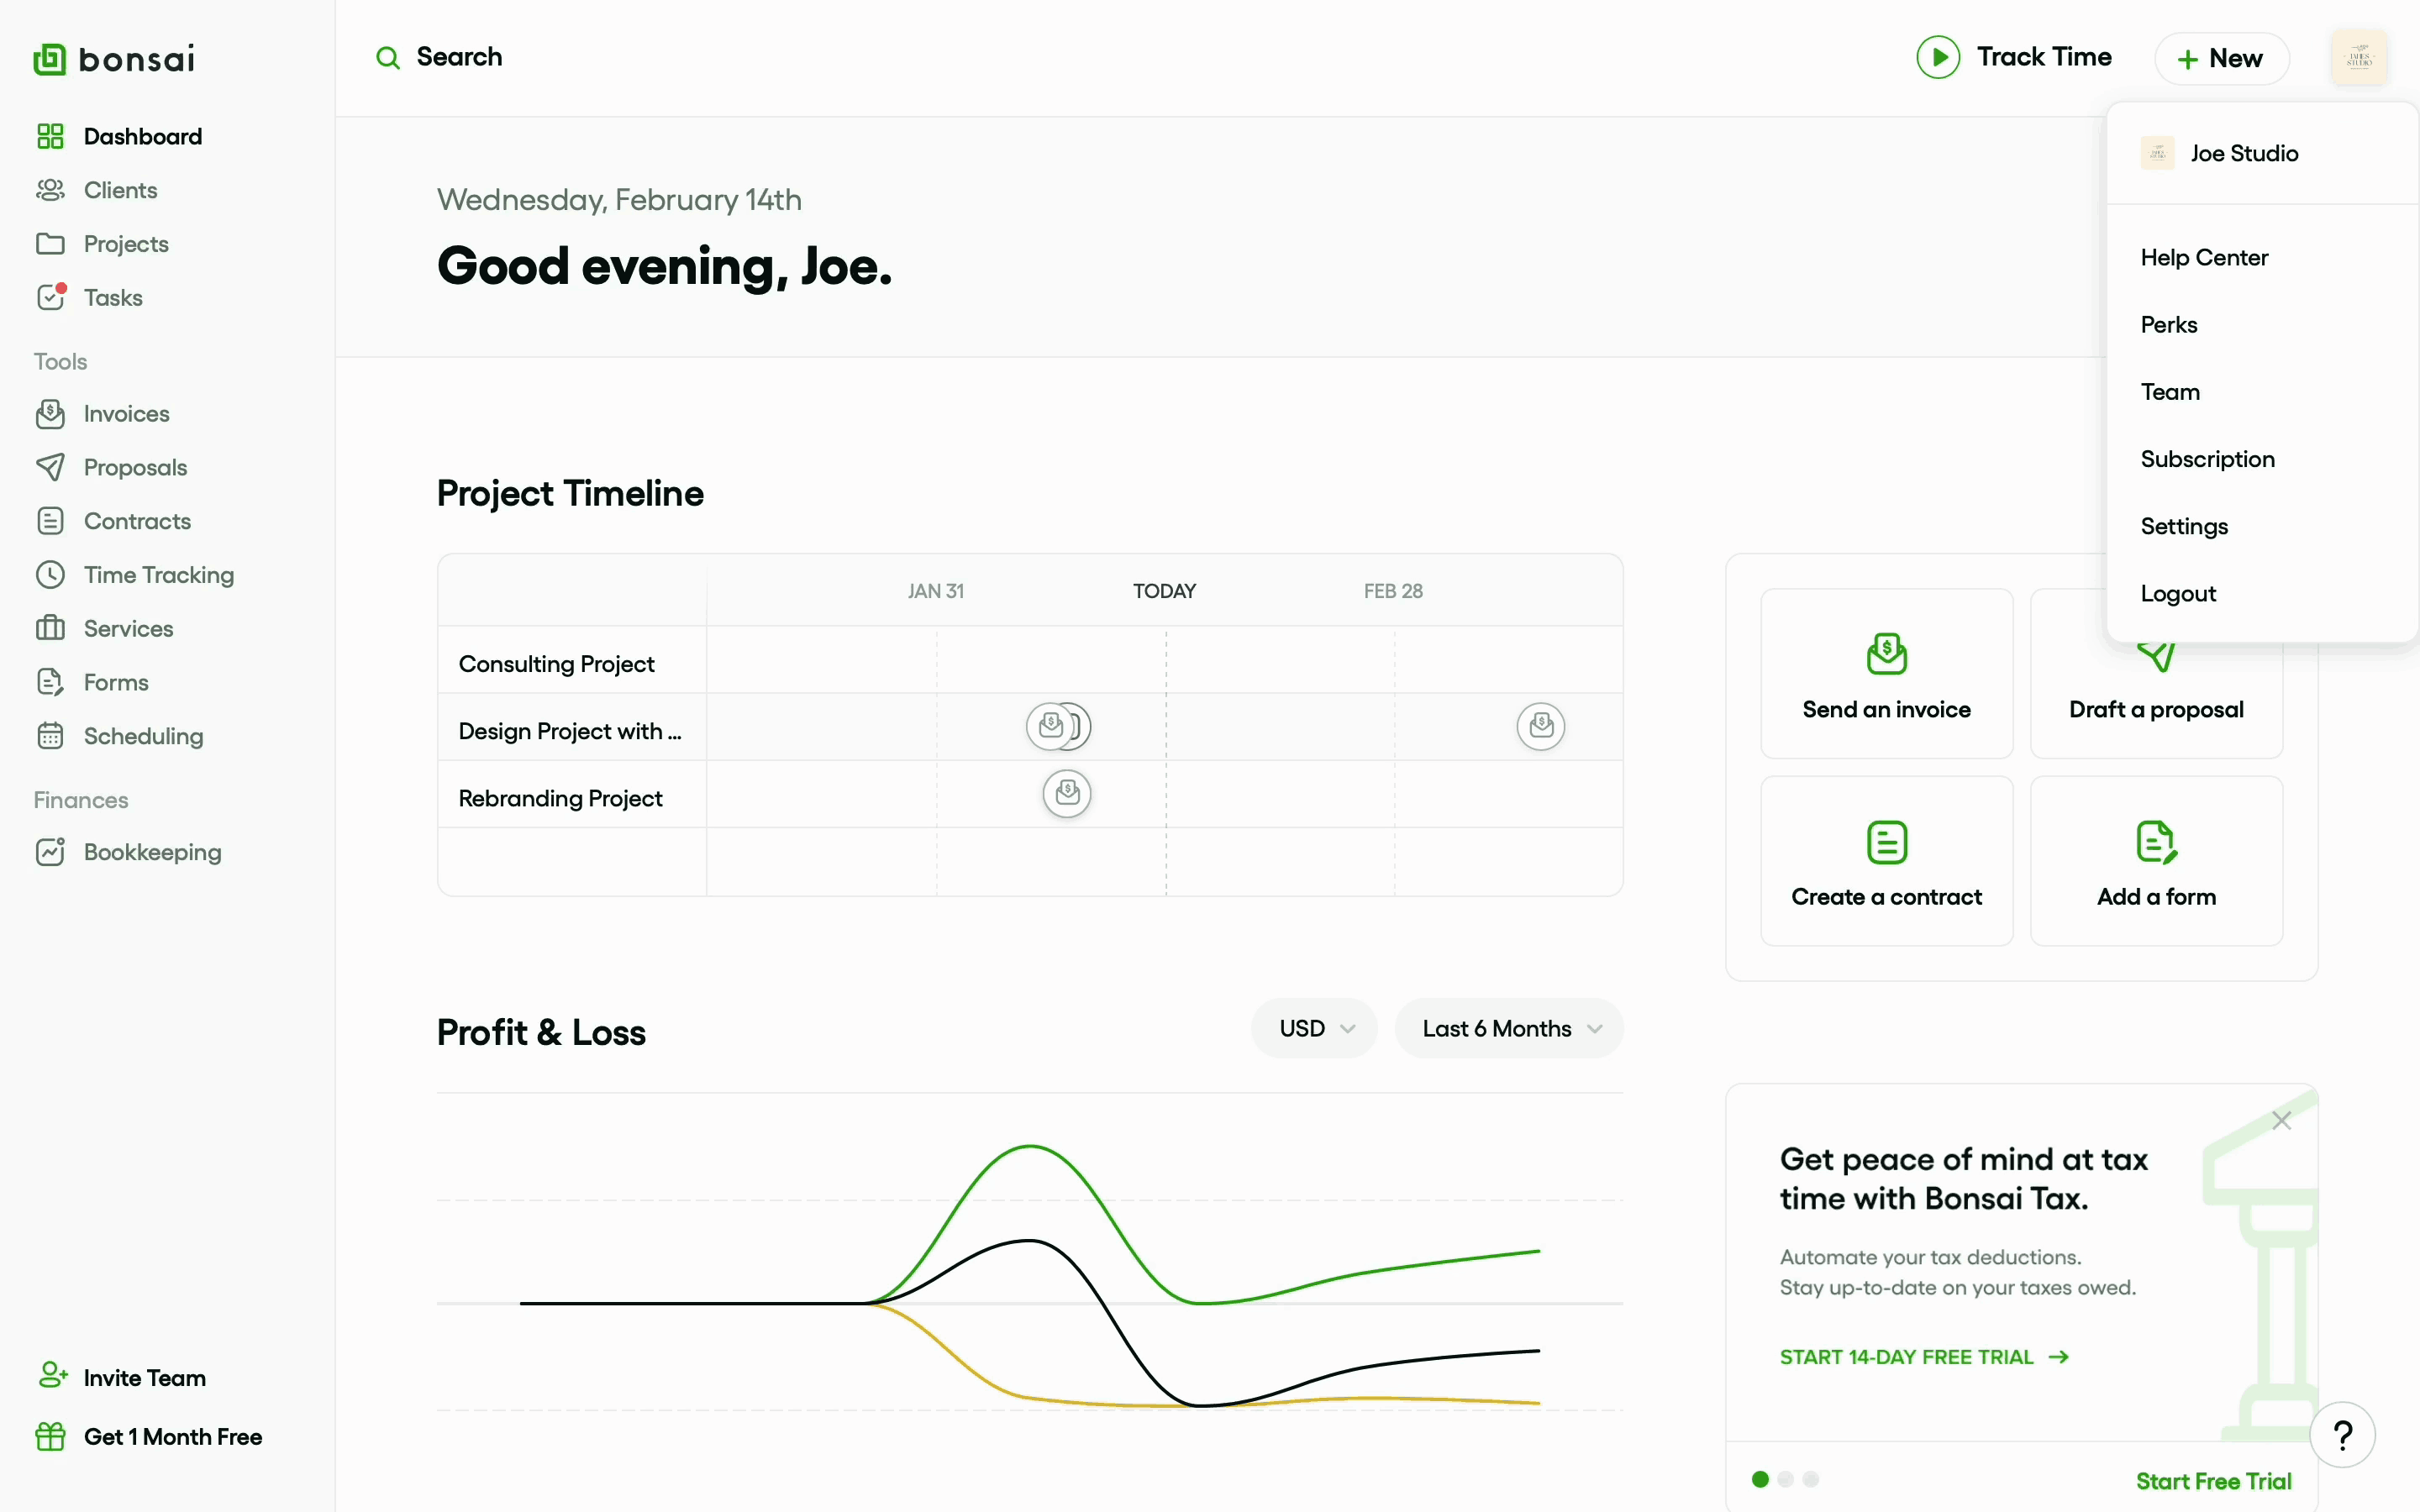 bonsai
Dashboard
Clients
Projects
Tasks
Tools
Invoices
Proposals
Contracts
Time Tracking
Services
Forms
Scheduling
Finances
Bookkeeping
Invite Team
Get 1 Month Free
Search
Track Time
+ New
JAMES
STUDIO
Joe Studio
Help Center
Perks
Team
Subscription
Settings
Logout
Wednesday, February 14th
Good evening, Joe.
Project Timeline
JAN 31 TODAY FEB 28
Consulting Project
Design Project with ...
Rebranding Project
Send an invoice
Draft a proposal
Create a contract
Add a form
Profit & Loss
USD
Last 6 Months
Get peace of mind at tax
time with Bonsai Tax.
Automate your tax deductions.
Stay up-to-date on your taxes owed.
START 14-DAY FREE TRIAL →
Start Free Trial
?